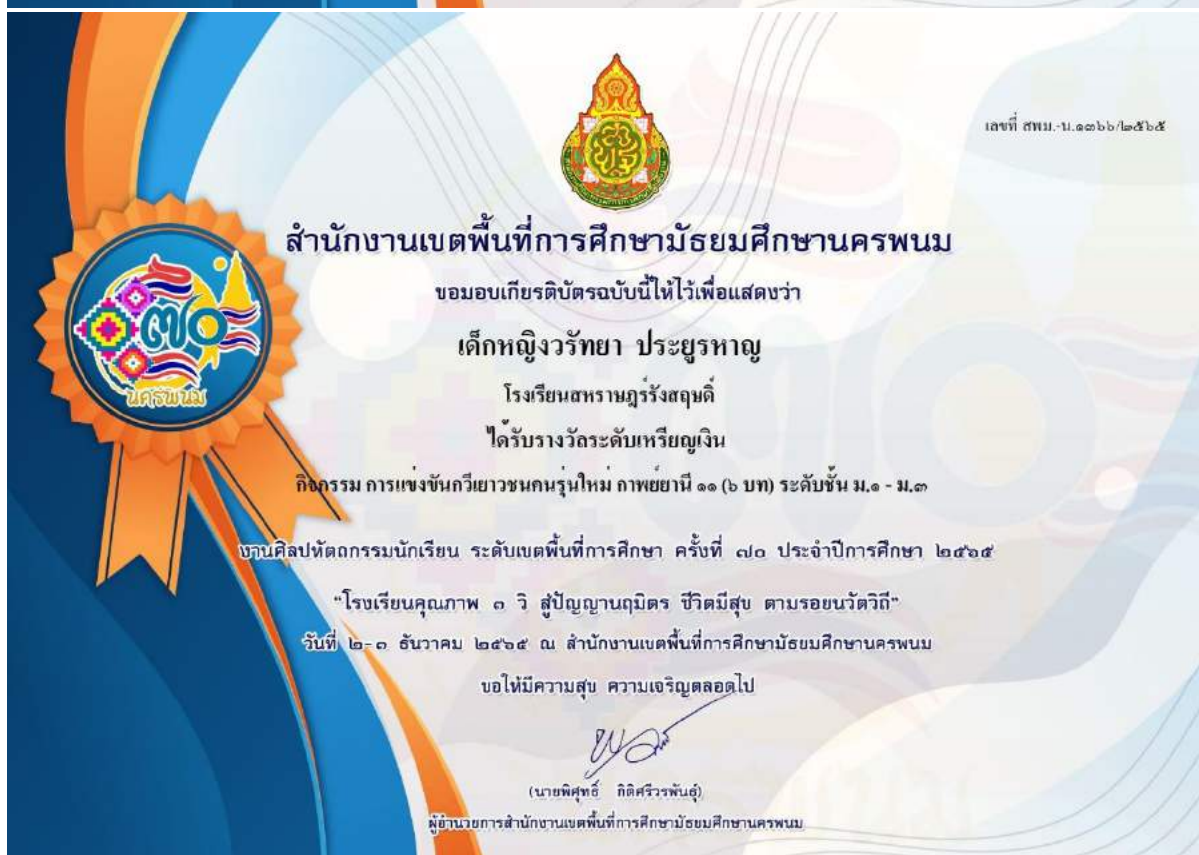 เลขที่ สพม.-น.๑๓๖๖/๒๕๖๕
สำนักงานเขตพื้นที่การศึกษามัธยมศึกษานครพนม
ขอมอบเกียรติบัตรฉบับนี้ให้ไว้เพื่อแสดงว่า
เด็กหญิงวรัทยา ประยูรหาญ
โรงเรียนสหราษฎร์รังสฤษดิ์
ได้รับรางวัลระดับเหรียญเงิน
กิจกรรม การแข่งขันกวีเยาวชนคนรุ่นใหม่ กาพย์ยานี ๑๑ (๖ บท) ระดับชั้น ม.๑ - ม.๓
๗๐
นครพนม
งานศิลปหัตถกรรมนักเรียน ระดับเขตพื้นที่การศึกษา ครั้งที่ ๗๐ ประจำปีการศึกษา ๒๕๖๕
"โรงเรียนคุณภาพ ๓ วิ สู่ปัญญานฤมิตร ชีวิตมีสุข ตามรอยนวัตวิถี"
วันที่ ๒-๓ ธันวาคม ๒๕๖๕ ณ สำนักงานเขตพื้นที่การศึกษามัธยมศึกษานครพนม
ขอให้มีความสุข ความเจริญตลอดไป
(นายพิศุทธิ์ กิติศรีวรพันธุ์)
ผู้อำนวยการสำนักงานเขตพื้นที่การศึกษามัธยมศึกษานครพนม